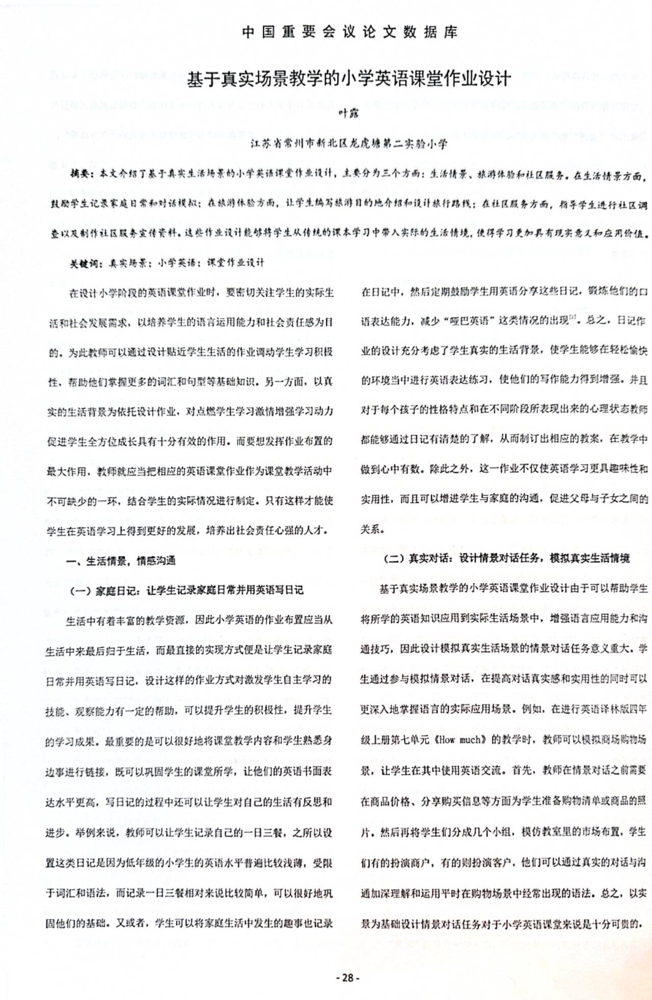 中国重要会议论文数据库
基于真实场景教学的小学英语课堂作业设计
叶露
江苏省常州市新北区龙虎塘第二实验小学
摘要：本文介绍了基于真实生活场景的小学英语课堂作业设计，主要分为三个方面：生活情景、旅游体验和社区服务。在生活情景方面，
鼓励学生记录家庭日常和对话模拟；在旅游体验方面，让学生编写旅游目的地介绍和设计旅行路线；在社区服务方面，指导学生进行社区调
查以及制作社区服务宣传资料。这些作业设计能够将学生从传统的课本学习中带入实际的生活情境，使得学习更加具有现实意义和应用价值。
关键词：真实场景；小学英语；课堂作业设计
在设计小学阶段的英语课堂作业时，要密切关注学生的实际生
活和社会发展需求，以培养学生的语言运用能力和社会责任感为目
的。为此教师可以通过设计贴近学生生活的作业调动学生学习积极
性，帮助他们掌握更多的词汇和句型等基础知识。另一方面，以真
实的生活背景为依托设计作业，对点燃学生学习激情增强学习动力
促进学生全方位成长具有十分有效的作用。而要想发挥作业布置的
最大作用，教师就应当把相应的英语课堂作业作为课堂教学活动中
不可缺少的一环，结合学生的实际情况进行制定。只有这样才能使
学生在英语学习上得到更好的发展，培养出社会责任心强的人才。
一、生活情景，情感沟通
（一）家庭日记：让学生记录家庭日常并用英语写日记
生活中有着丰富的教学资源，因此小学英语的作业布置应当从
生活中来最后归于生活，而最直接的实现方式便是让学生记录家庭
日常并用英语写日记，设计这样的作业方式对激发学生自主学习的
技能、观察能力有一定的帮助，可以提升学生的积极性，提升学生
的学习成果。最重要的是可以很好地将课堂教学内容和学生熟悉身
边事进行链接，既可以巩固学生的课堂所学，让他们的英语书面表
达水平更高，写日记的过程中还可以让学生对自己的生活有反思和
进步。举例来说，教师可以让学生记录自己的一日三餐，之所以设
置这类日记是因为低年级的小学生的英语水平普遍比较浅薄，受限
于词汇和语法，而记录一日三餐相对来说比较简单，可以很好地巩
固他们的基础。又或者，学生可以将家庭生活中发生的趣事也记录
在日记中，然后定期鼓励学生用英语分享这些日记，锻炼他们的口
语表达能力，减少“哑巴英语”这类情况的出现[1]。总之，日记作
业的设计充分考虑了学生真实的生活背景，使学生能够在轻松愉快
的环境当中进行英语表达练习，使他们的写作能力得到增强。并且
对于每个孩子的性格特点和在不同阶段所表现出来的心理状态教师
都能够通过日记有清楚的了解，从而制订出相应的教案，在教学中
做到心中有数。除此之外，这一作业不仅使英语学习更具趣味性和
实用性，而且可以增进学生与家庭的沟通，促进父母与子女之间的
关系。
（二）真实对话：设计情景对话任务，模拟真实生活情境
基于真实场景教学的小学英语课堂作业设计由于可以帮助学生
将所学的英语知识应用到实际生活场景中，增强语言应用能力和沟
通技巧，因此设计模拟真实生活场景的情景对话任务意义重大。学
生通过参与模拟情景对话，在提高对话真实感和实用性的同时可以
更深入地掌握语言的实际应用场景。例如，在进行英语译林版四年
级上册第七单元《How much》的教学时，教师可以模拟商场购物场
景，让学生在其中使用英语交流。首先，教师在情景对话之前需要
在商品价格、分享购买信息等方面为学生准备购物清单或商品的照
片。然后再将学生们分成几个小组，模仿教室里的市场布置，学生
们有的扮演商户，有的则扮演客户，他们可以通过真实的对话与沟
通加深理解和运用平时在购物场景中经常出现的语法。总之，以实
景为基础设计情景对话任务对于小学英语课堂来说是十分可贵的。
- 28 -